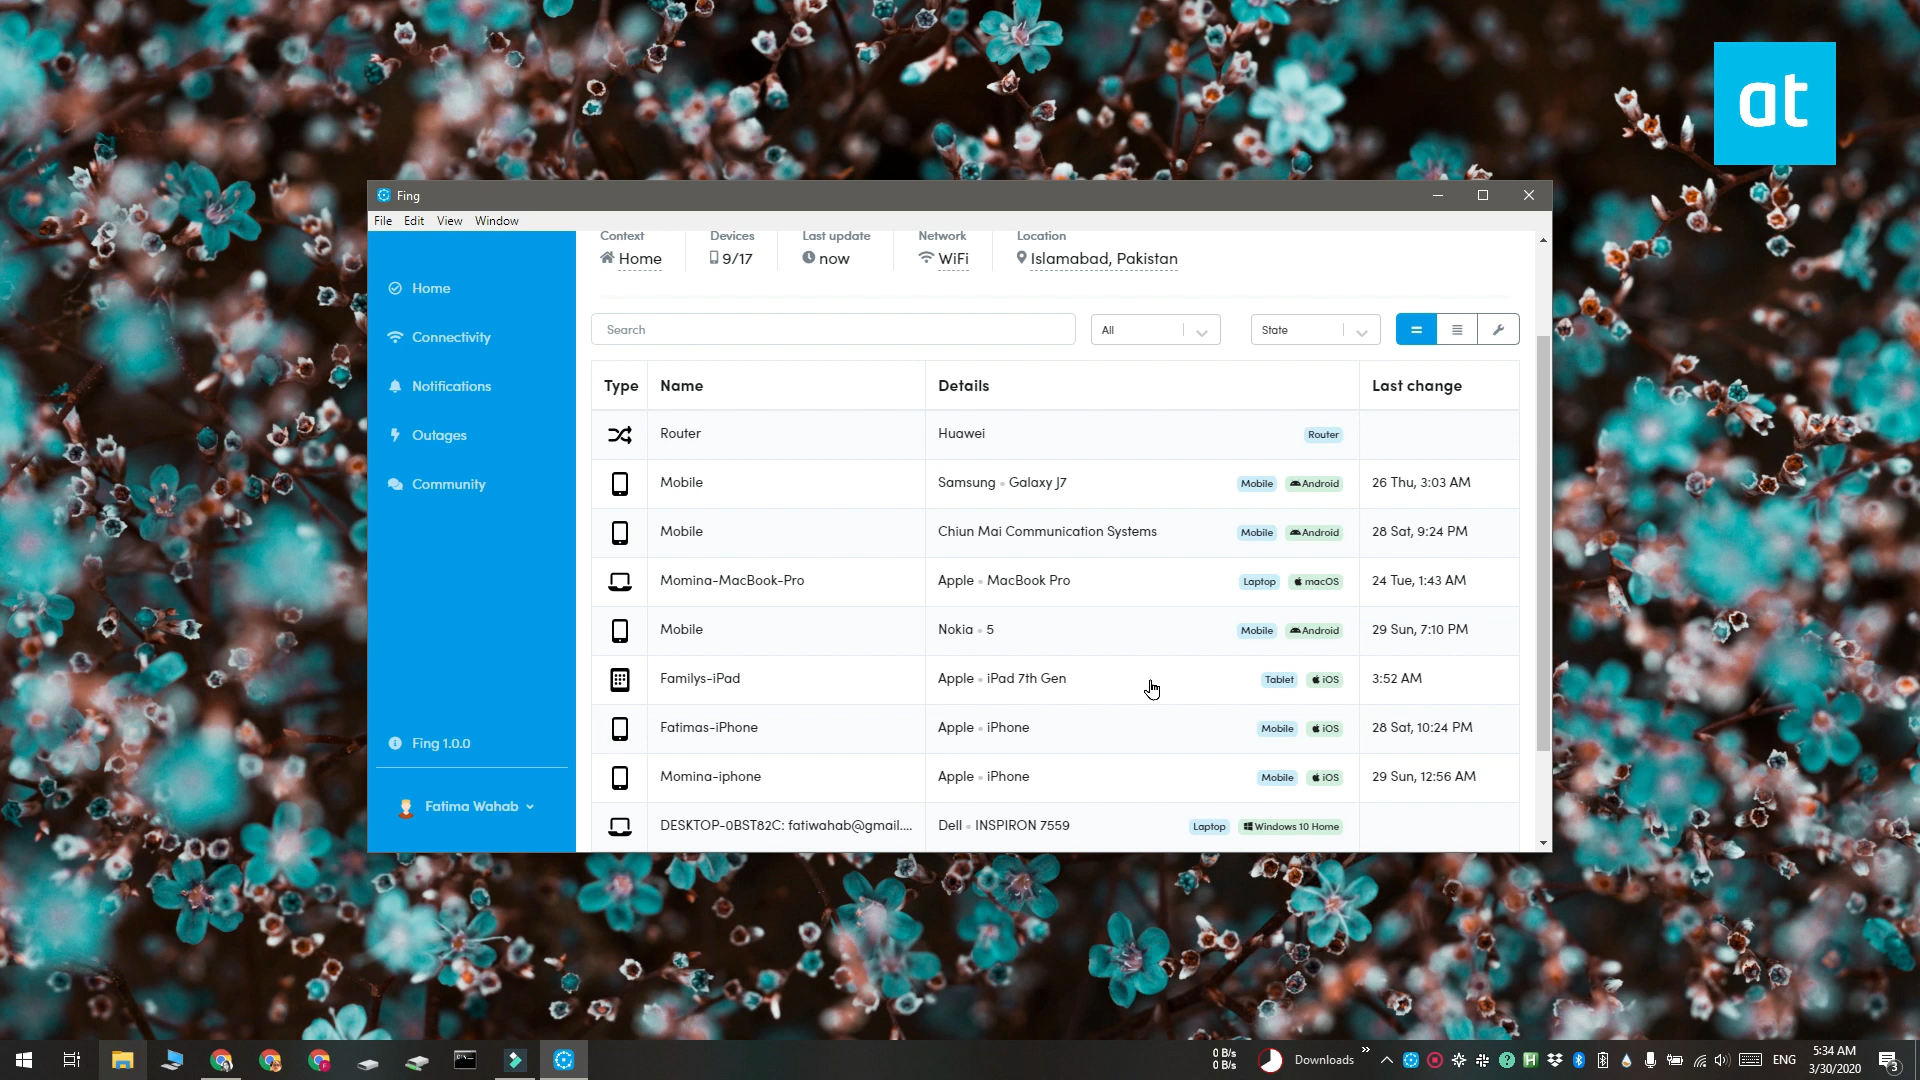 at
Fing
File Edit View Window
Context Devices Last update Network Location
Home 9/17 now WiFi Islamabad, Pakistan
Home
Connectivity
Notifications
Outages
Community
Fing 1.0.0
Fatima Wahab
Search All State
Type Name Details Last change
Router Huawei Router
Mobile Samsung Galaxy J7 Mobile Android 26 Thu, 3:03 AM
Mobile Chiun Mai Communication Systems Mobile Android 28 Sat, 9:24 PM
Momina-MacBook-Pro Apple MacBook Pro Laptop macOS 24 Tue, 1:43 AM
Mobile Nokia 5 Mobile Android 29 Sun, 7:10 PM
Familys-iPad Apple iPad 7th Gen Tablet iOS 3:52 AM
Fatimas-iPhone Apple iPhone Mobile iOS 28 Sat, 10:24 PM
Momina-iphone Apple iPhone Mobile iOS 29 Sun, 12:56 AM
DESKTOP-0BST82C: fatiwahab@gmail.... Dell INSPIRON 7559 Laptop Windows 10 Home
0 B/s
0 B/s
Downloads
ENG
5:34 AM
3/30/2020
3